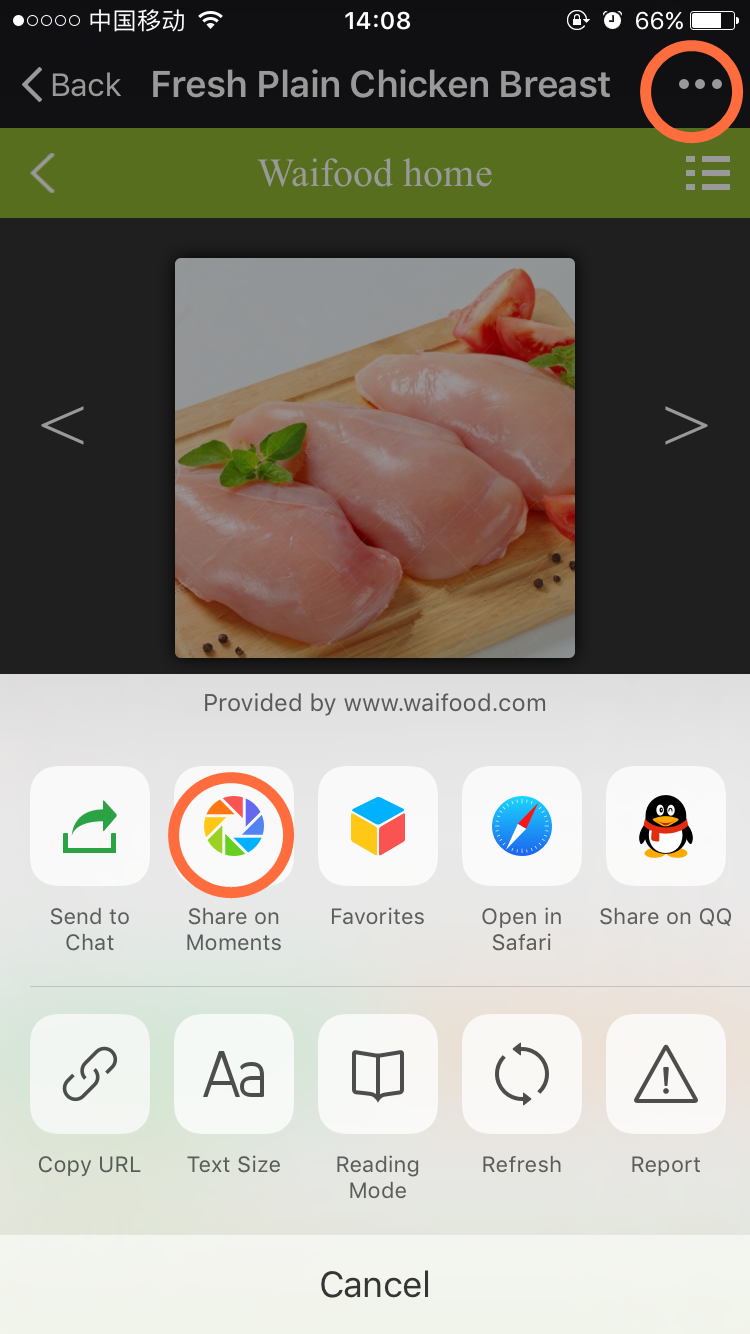 中国移动 14:08 66%
Back Fresh Plain Chicken Breast
Waifood home
Provided by www.waifood.com
Send to Chat
Share on Moments
Favorites
Open in Safari
Share on QQ
Copy URL
Aa
Text Size
Reading Mode
Refresh
Report
Cancel